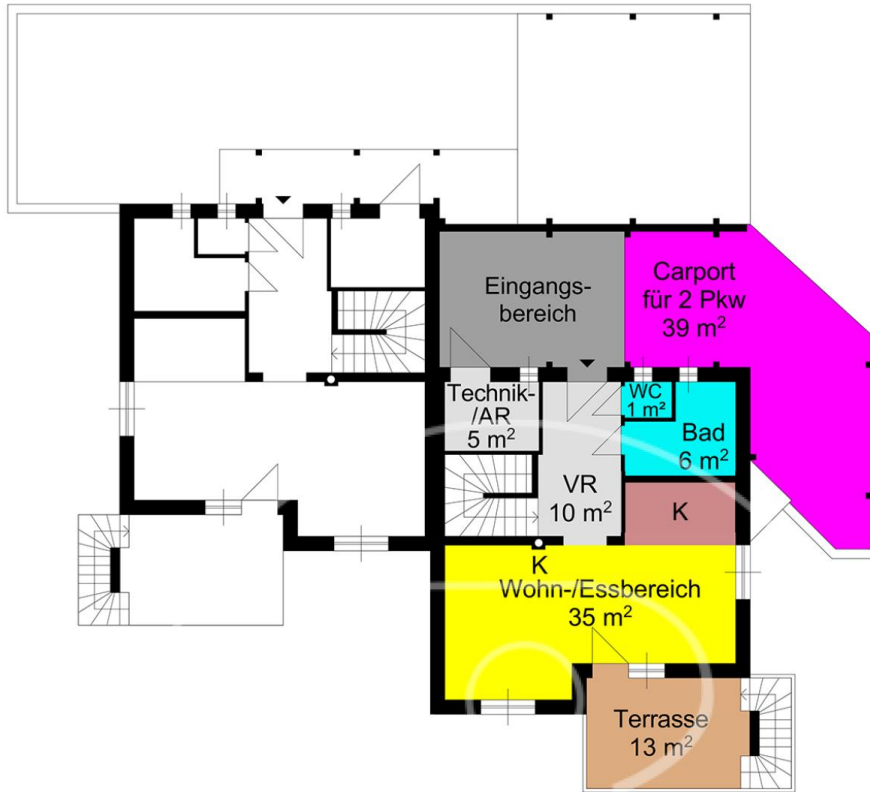 Eingangs-
bereich
Carport
für 2 Pkw
39 m²
Technik-
/AR
5 m²
WC
1 m²
Bad
6 m²
VR
10 m²
K
K
Wohn-/Essbereich
35 m²
Terrasse
13 m²